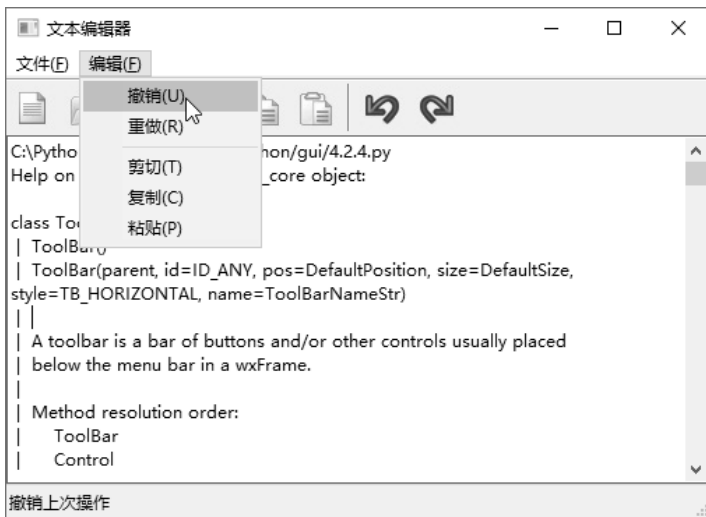 文本编辑器
文件(F) 编辑(F)
撤销(U)
重做(R)
剪切(T)
复制(C)
粘贴(P)
C:\Pytho hon/gui/4.2.4.py
Help on _core object:
class Too
| ToolBar()
| ToolBar(parent, id=ID_ANY, pos=DefaultPosition, size=DefaultSize,
style=TB_HORIZONTAL, name=ToolBarNameStr)
| |
| A toolbar is a bar of buttons and/or other controls usually placed
| below the menu bar in a wxFrame.
|
| Method resolution order:
| ToolBar
| Control
撤销上次操作